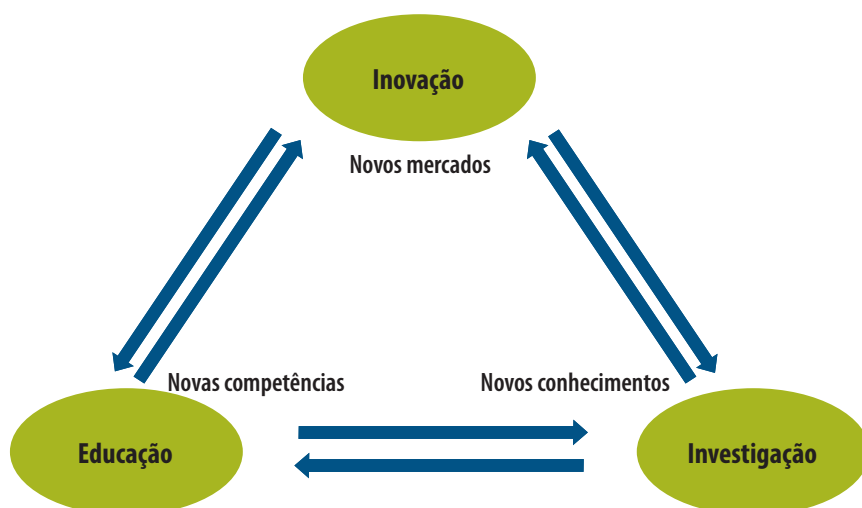 Inovação
Novos mercados
Novas competências
Novos conhecimentos
Educação
Investigação